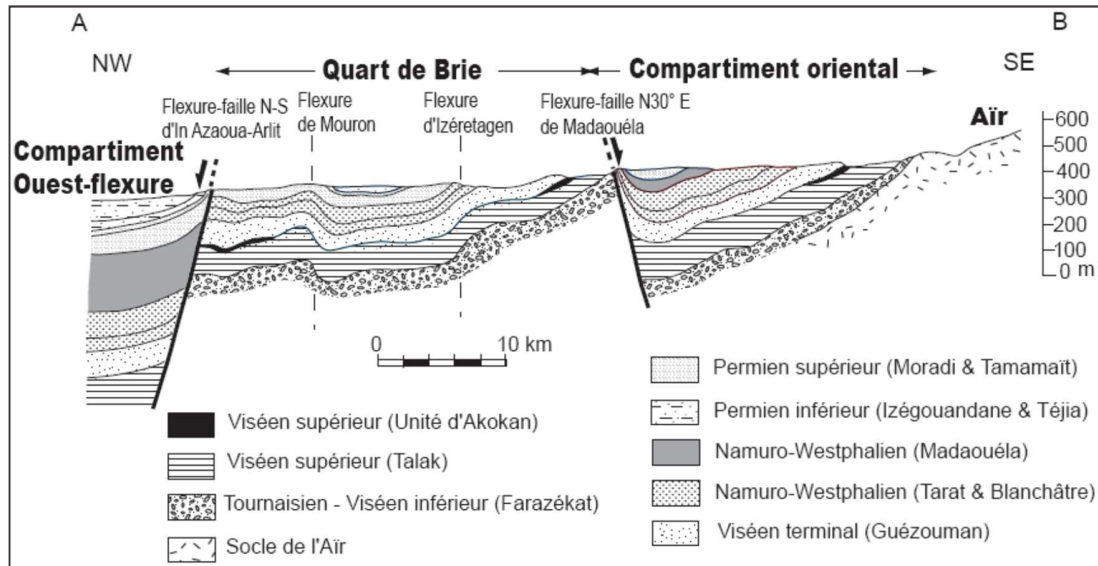 A
B
NW
SE
Quart de Brie
Compartiment oriental
Flexure-faille N-S
d'In Azaoua-Arlit
Flexure
de Mouron
Flexure
d'Izéretagen
Flexure-faille N30° E
de Madaouéla
Aïr
Compartiment
Ouest-flexure
600
500
400
300
200
100
0 m
0
10 km
Viséen supérieur (Unité d'Akokan)
Viséen supérieur (Talak)
Tournaisien - Viséen inférieur (Farazékat)
Socle de l'Aïr
Permien supérieur (Moradi & Tamamaït)
Permien inférieur (Izégouandane & Téjia)
Namuro-Westphalien (Madaouéla)
Namuro-Westphalien (Tarat & Blanchâtre)
Viséen terminal (Guézouman)